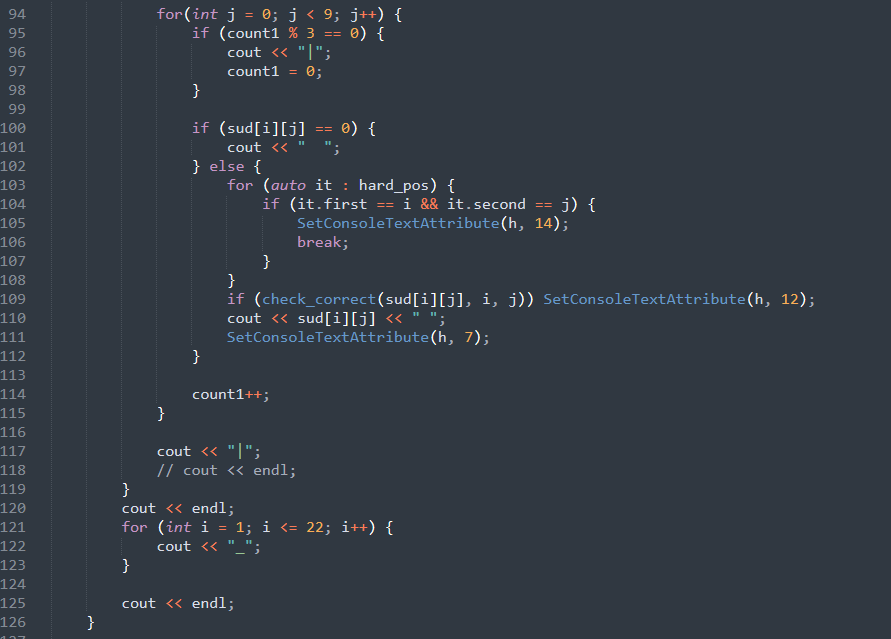 94 for(int j = 0; j < 9; j++) {
95 if (count1 % 3 == 0) {
96 cout << "|";
97 count1 = 0;
98 }
99
100 if (sud[i][j] == 0) {
101 cout << "  ";
102 } else {
103 for (auto it : hard_pos) {
104 if (it.first == i && it.second == j) {
105 SetConsoleTextAttribute(h, 14);
106 break;
107 }
108 }
109 if (check_correct(sud[i][j], i, j)) SetConsoleTextAttribute(h, 12);
110 cout << sud[i][j] << " ";
111 SetConsoleTextAttribute(h, 7);
112 }
113
114 count1++;
115 }
116
117 cout << "|";
118 // cout << endl;
119 }
120 cout << endl;
121 for (int i = 1; i <= 22; i++) {
122 cout << "_";
123 }
124
125 cout << endl;
126 }